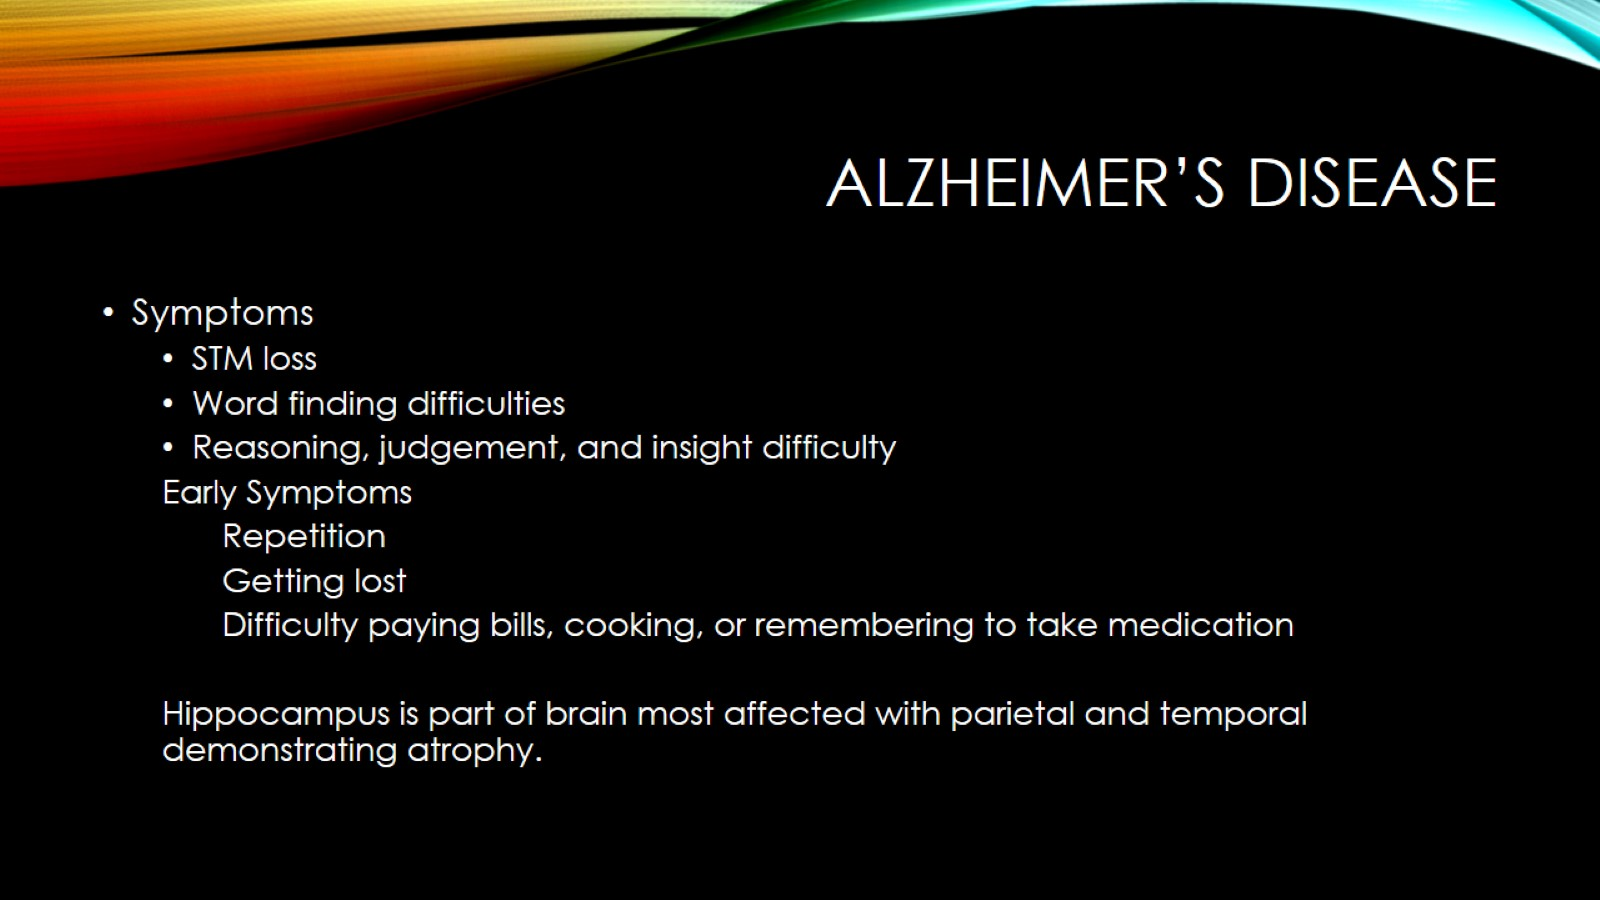 ALZHEIMER’S DISEASE
• Symptoms
• STM loss
• Word finding difficulties
• Reasoning, judgement, and insight difficulty
Early Symptoms
Repetition
Getting lost
Difficulty paying bills, cooking, or remembering to take medication
Hippocampus is part of brain most affected with parietal and temporal
demonstrating atrophy.